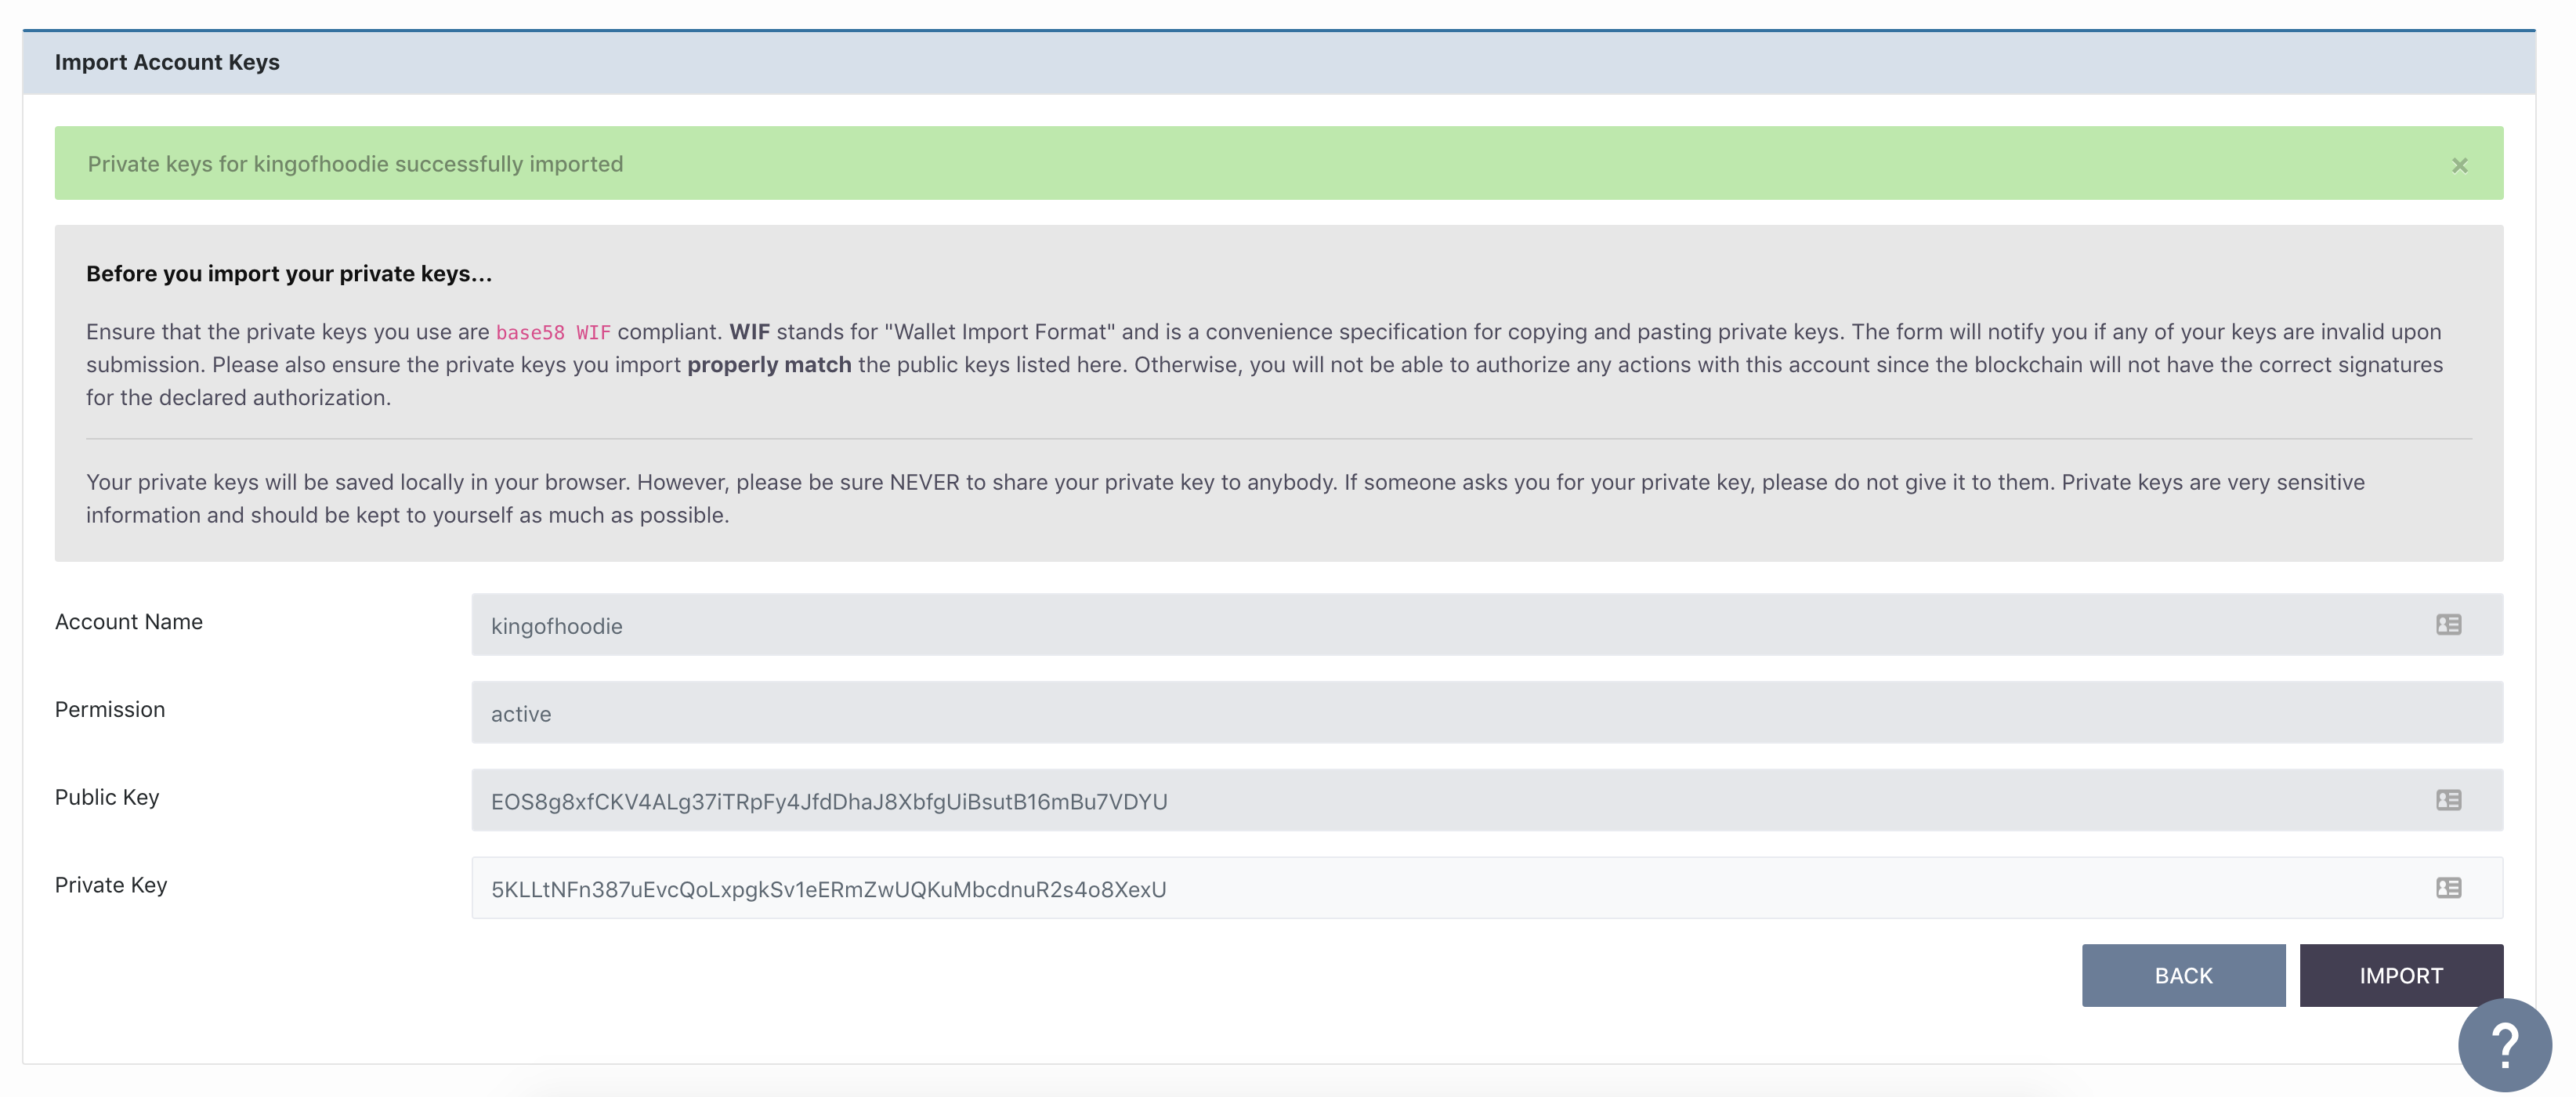 Import Account Keys
Private keys for kingofhoodie successfully imported
×
Before you import your private keys...
Ensure that the private keys you use are base58 WIF compliant. WIF stands for "Wallet Import Format" and is a convenience specification for copying and pasting private keys. The form will notify you if any of your keys are invalid upon
submission. Please also ensure the private keys you import properly match the public keys listed here. Otherwise, you will not be able to authorize any actions with this account since the blockchain will not have the correct signatures
for the declared authorization.
Your private keys will be saved locally in your browser. However, please be sure NEVER to share your private key to anybody. If someone asks you for your private key, please do not give it to them. Private keys are very sensitive
information and should be kept to yourself as much as possible.
Account Name
kingofhoodie
Permission
active
Public Key
EOS8g8xfCKV4ALg37iTRpFy4JfdDhaJ8XbfgUiBsutB16mBu7VDYU
Private Key
5KLLtNFn387uEvcQoLxpgkSv1eERmZwUQKuMbcdnuR2s4o8XexU
BACK
IMPORT
?